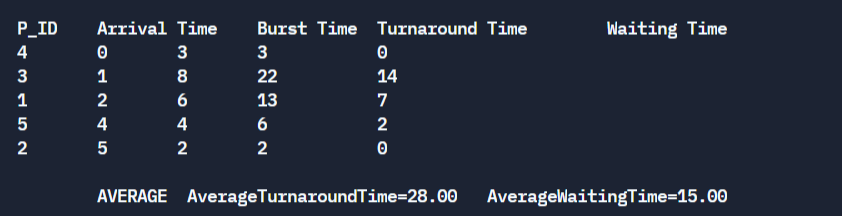 P_ID Arrival Time Burst Time Turnaround Time Waiting Time
4 0 3 3 0
3 1 8 22 14
1 2 6 13 7
5 4 4 6 2
2 5 2 2 0
AVERAGE AverageTurnaroundTime=28.00 AverageWaitingTime=15.00